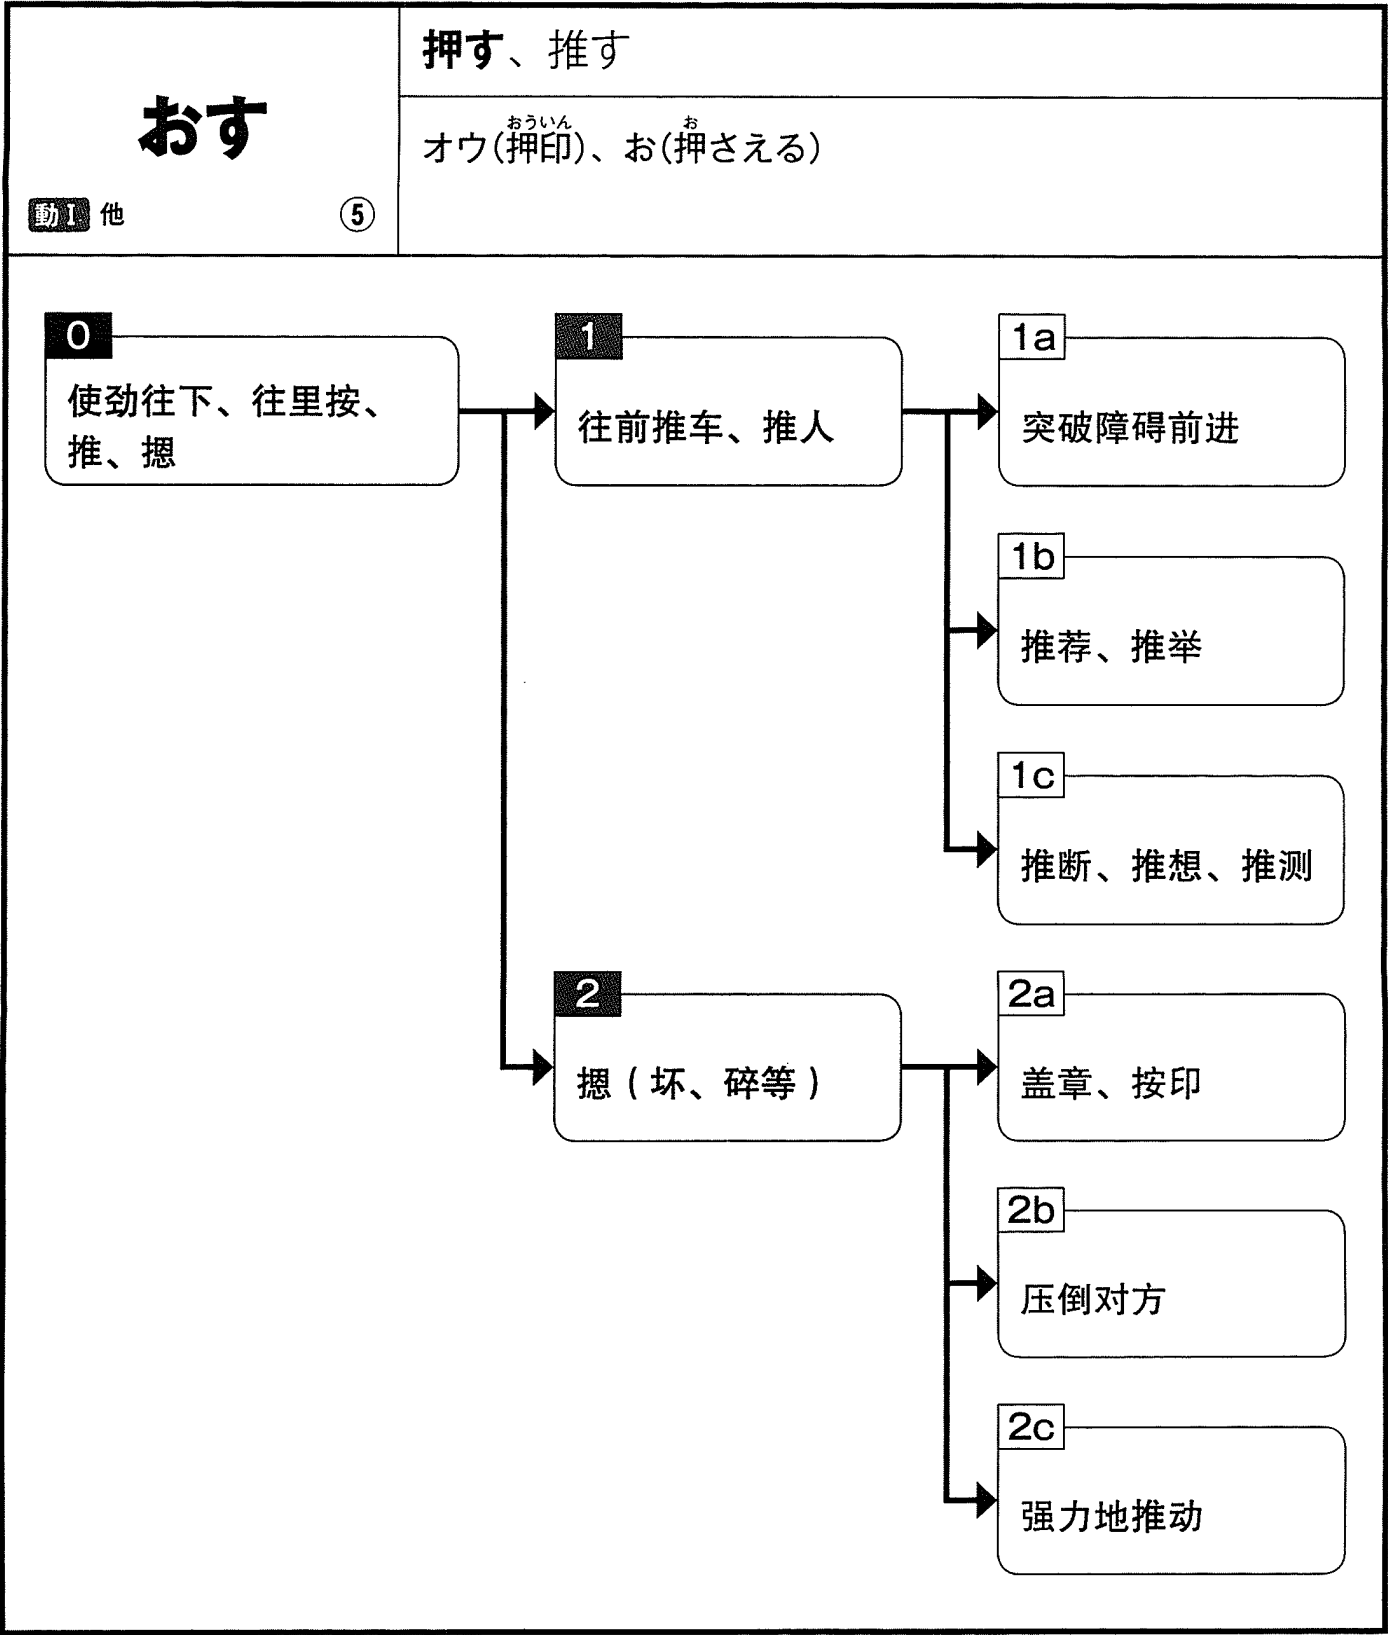 おす
動Ⅰ 他 ⑤
押す、推す
おういん お
オウ(押印)、お(押さえる)
0
使劲往下、往里按、
推、摁
1
往前推车、推人
1a
突破障碍前进
1b
推荐、推举
1c
推断、推想、推测
2
摁（坏、碎等）
2a
盖章、按印
2b
压倒对方
2c
强力地推动